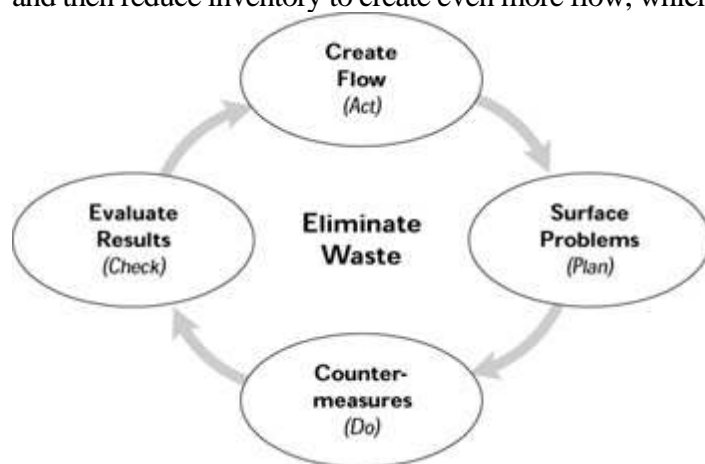 and then reduce inventory to create even more flow, which
Create
Flow
(Act)
Evaluate
Results
(Check)
Eliminate
Waste
Surface
Problems
(Plan)
Counter-
measures
(Do)